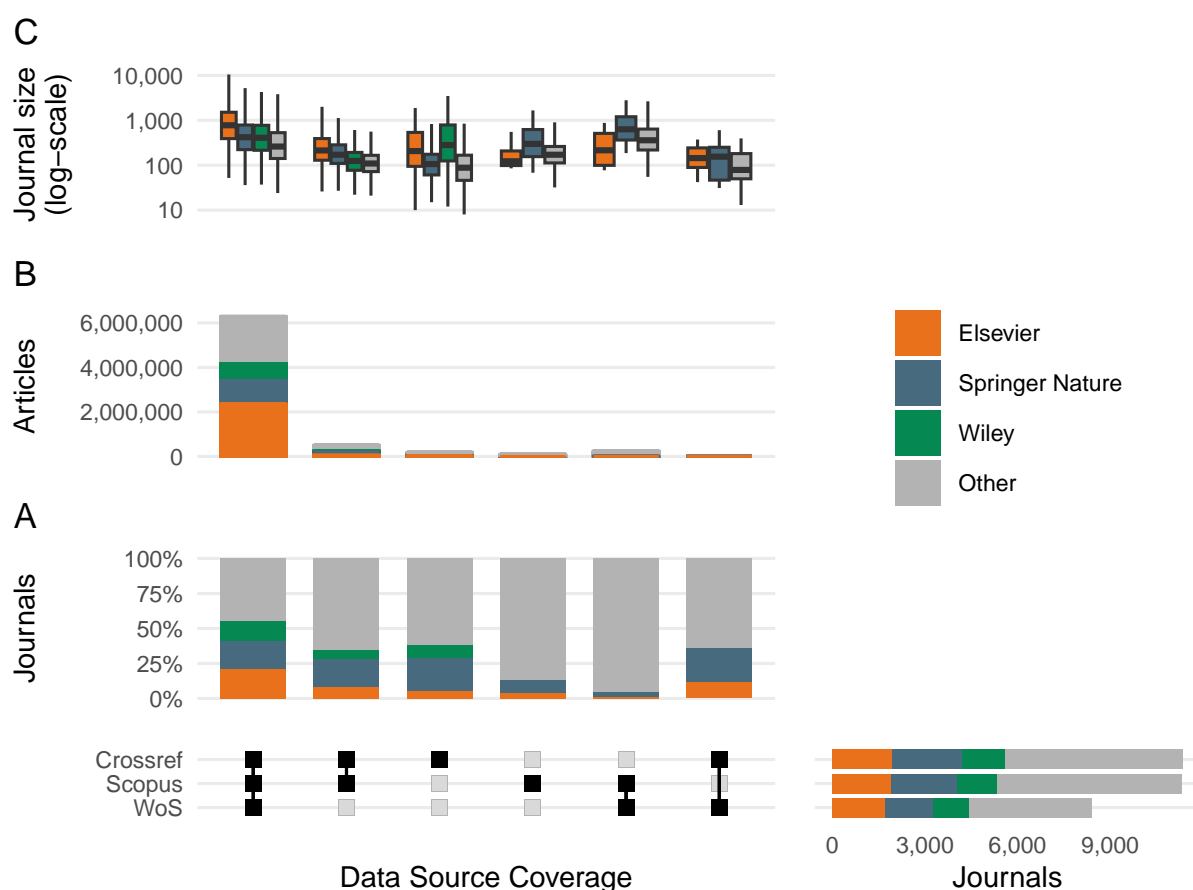 C
Journal size
(log−scale)
10,000
1,000
100
10
B
Articles
6,000,000
4,000,000
2,000,000
0
Elsevier
Springer Nature
Wiley
Other
A
Journals
100%
75%
50%
25%
0%
Crossref
Scopus
WoS
0 3,000 6,000 9,000
Data Source Coverage
Journals